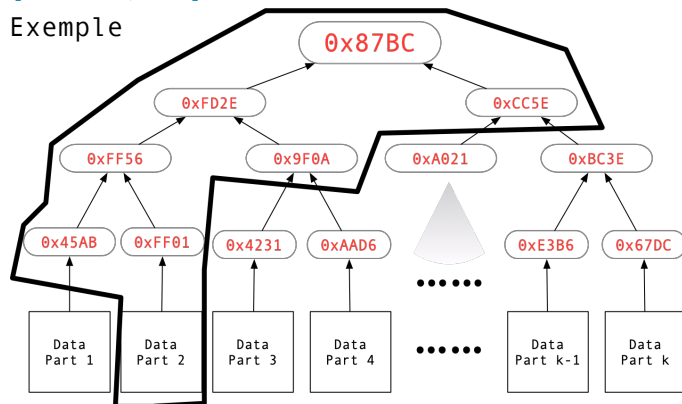 Exemple
0x87BC
0xFD2E
0xCC5E
0xFF56
0x9F0A
0xA021
0xBC3E
0x45AB
0xFF01
0x4231
0xAAD6
0xE3B6
0x67DC
Data
Part 1
Data
Part 2
Data
Part 3
Data
Part 4
Data
Part k-1
Data
Part k